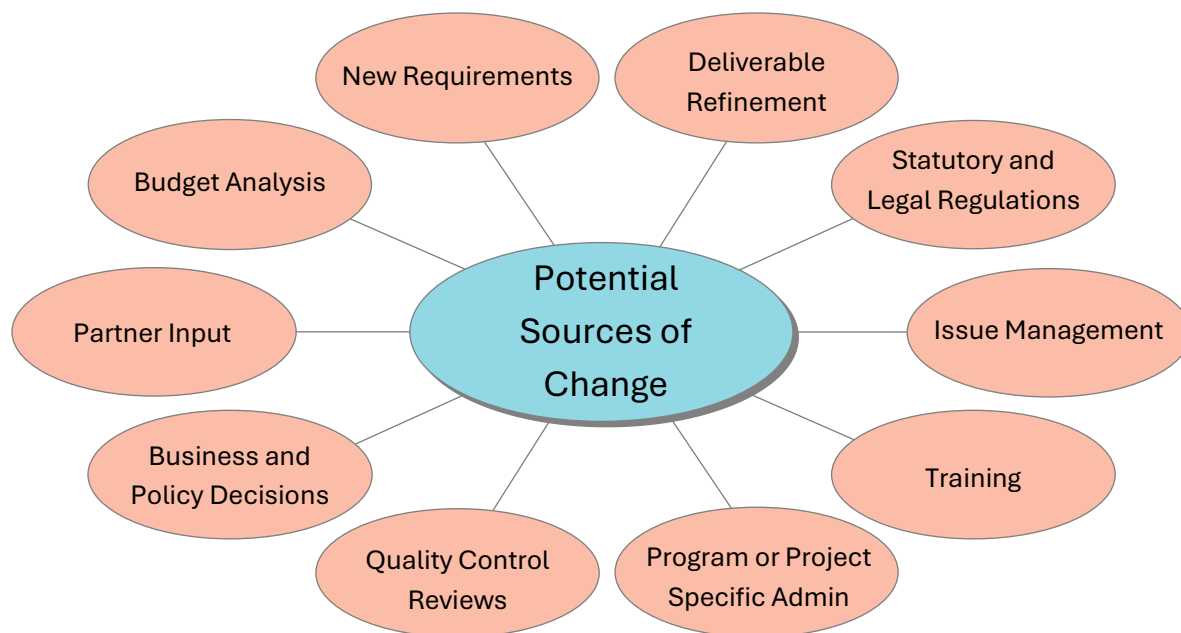 New Requirements
Deliverable
Refinement
Budget Analysis
Statutory and
Legal Regulations
Potential
Sources of
Change
Partner Input
Issue Management
Business and
Policy Decisions
Training
Quality Control
Reviews
Program or Project
Specific Admin